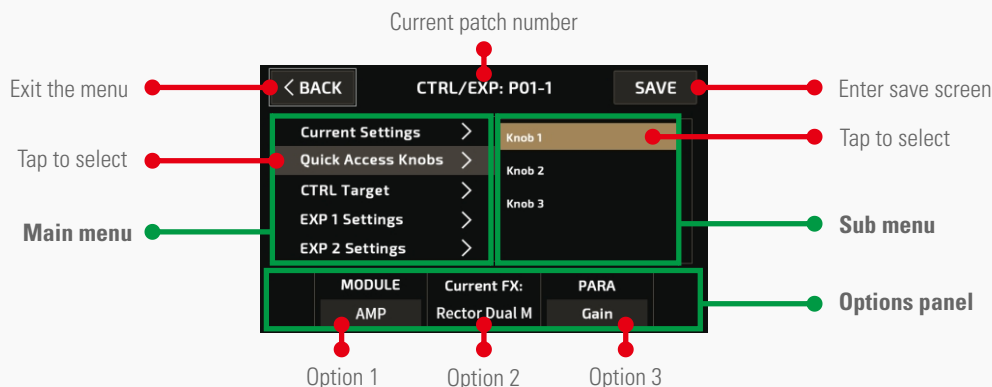 Current patch number
Exit the menu
< BACK
CTRL/EXP: P01-1
SAVE
Enter save screen
Tap to select
Current Settings >
Quick Access Knobs >
CTRL Target >
EXP 1 Settings >
EXP 2 Settings >
Knob 1
Knob 2
Knob 3
Tap to select
Main menu
Sub menu
MODULE
Current FX:
PARA
AMP
Rector Dual M
Gain
Options panel
Option 1
Option 2
Option 3